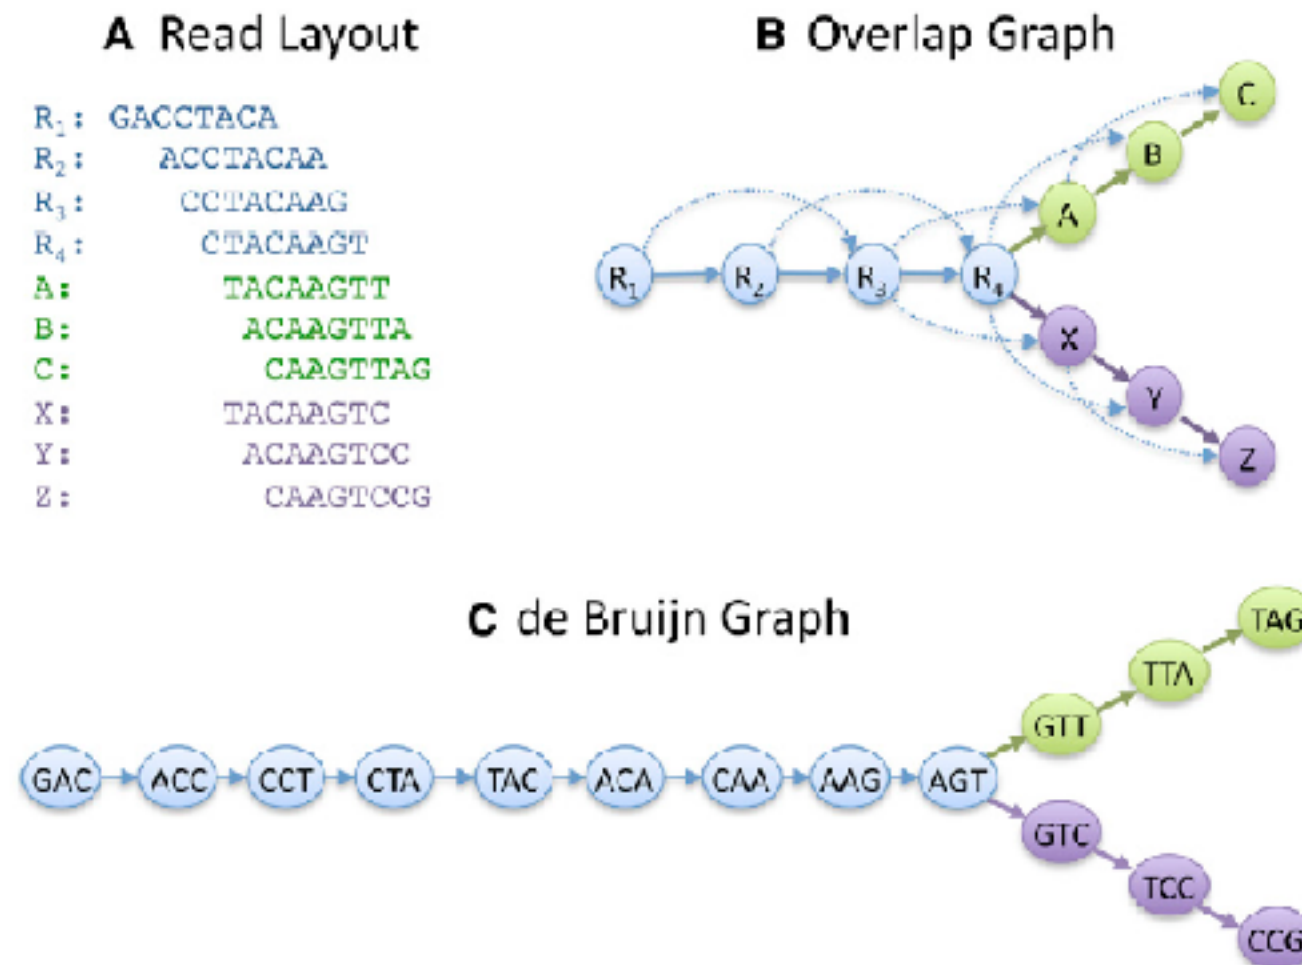 A Read Layout
R1: GACCTACA
R2: ACCTACAA
R3: CCTACAAG
R4: CTACAAGT
A: TACAAGTT
B: ACAAGTTA
C: CAAGTTAG
X: TACAAGTC
Y: ACAAGTCC
Z: CAAGTCCG
B Overlap Graph
C
B
A
R1 R2 R3 R4
X
Y
Z
C de Bruijn Graph
TAG
TTA
GTT
GAC ACC CCT CTA TAC ACA CAA AAG AGT
GTC
TCC
CCG